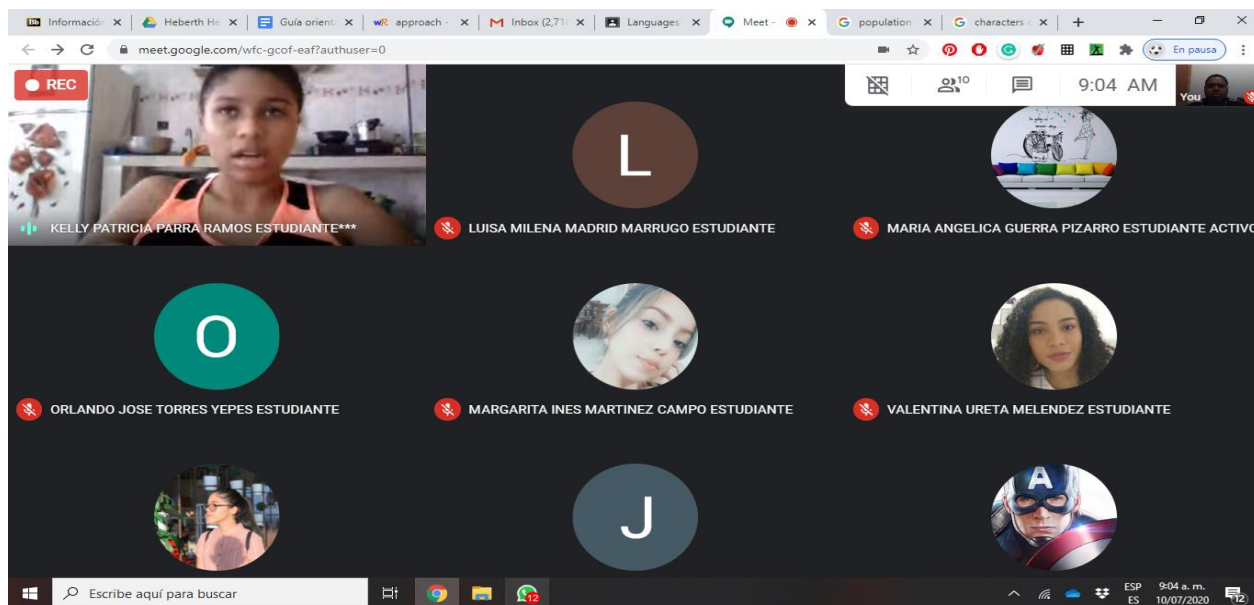 Información
Heberth He
Guía orient
wR approach -
Inbox (2,71
Languages
Meet -
population
characters
meet.google.com/wfc-gcof-eaf?authuser=0
En pausa
REC
10
9:04 AM
You
KELLY PATRICIA PARRA RAMOS ESTUDIANTE***
L
LUISA MILENA MADRID MARRUGO ESTUDIANTE
MARIA ANGELICA GUERRA PIZARRO ESTUDIANTE ACTIVO
O
ORLANDO JOSE TORRES YEPES ESTUDIANTE
MARGARITA INES MARTINEZ CAMPO ESTUDIANTE
VALENTINA URETA MELENDEZ ESTUDIANTE
J
A
Escribe aquí para buscar
12
ESP
ES
9:04 a. m.
10/07/2020
12